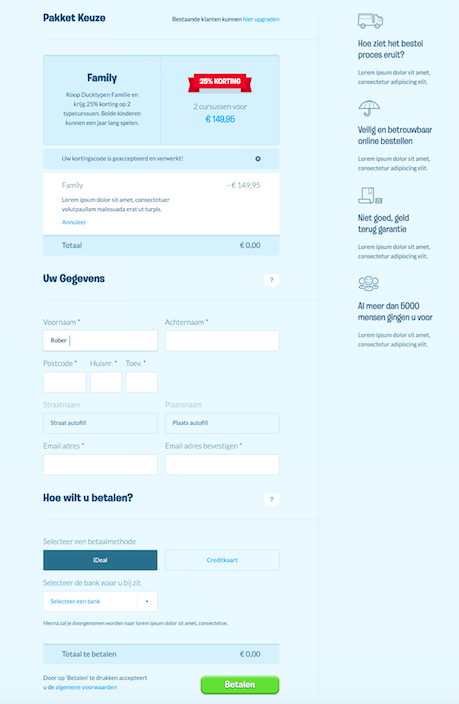 Pakket Keuze
Bestaande klanten kunnen hier upgraden
Family
Koop Ducktypen Familie en
krijg 25% korting op 2
typecurssen. Beide kinderen
kunnen een jaar lang spelen.
25% KORTING
2 cursussen voor
€ 149,95
Uw kortingscode is geaccepteerd en verwerkt!
Family
- € 149,95
Lorem ipsum dolor sit amet, consectetuer
volutpaullam malesuada erat ut turpis.
Annuleer
Totaal
€ 0,00
Uw Gegevens
?
Voornaam *
Achternaam *
Rober
Postcode *
Huisnr. *
Toev. *
Straatnaam
Plaatsnaam
Straat autofill
Plaats autofill
Email adres *
Email adres bevestigen *
Hoe wilt u betalen?
?
Selecteer een betaalmethode
iDeal
Creditkaart
Selecteer de bank waar u bij zit
Selecteer een bank
Hierna zal je doorgenomen worden naar lorem ipsum dolor sit amet, consectetue.
Totaal te betalen
€ 0,00
Door op 'Betalen' te drukken accepteert
u de algemene voorwaarden
Betalen
Hoe ziet het bestel
proces eruit?
Lorem ipsum dolor sit amet,
consectetur adipiscing elit.
Veilig en betrouwbaar
online bestellen
Lorem ipsum dolor sit amet,
consectetur adipiscing elit.
Niet goed, geld
terug garantie
Lorem ipsum dolor sit amet,
consectetur adipiscing elit.
Al meer dan 5000
mensen gingen u voor
Lorem ipsum dolor sit amet,
consectetur adipiscing elit.